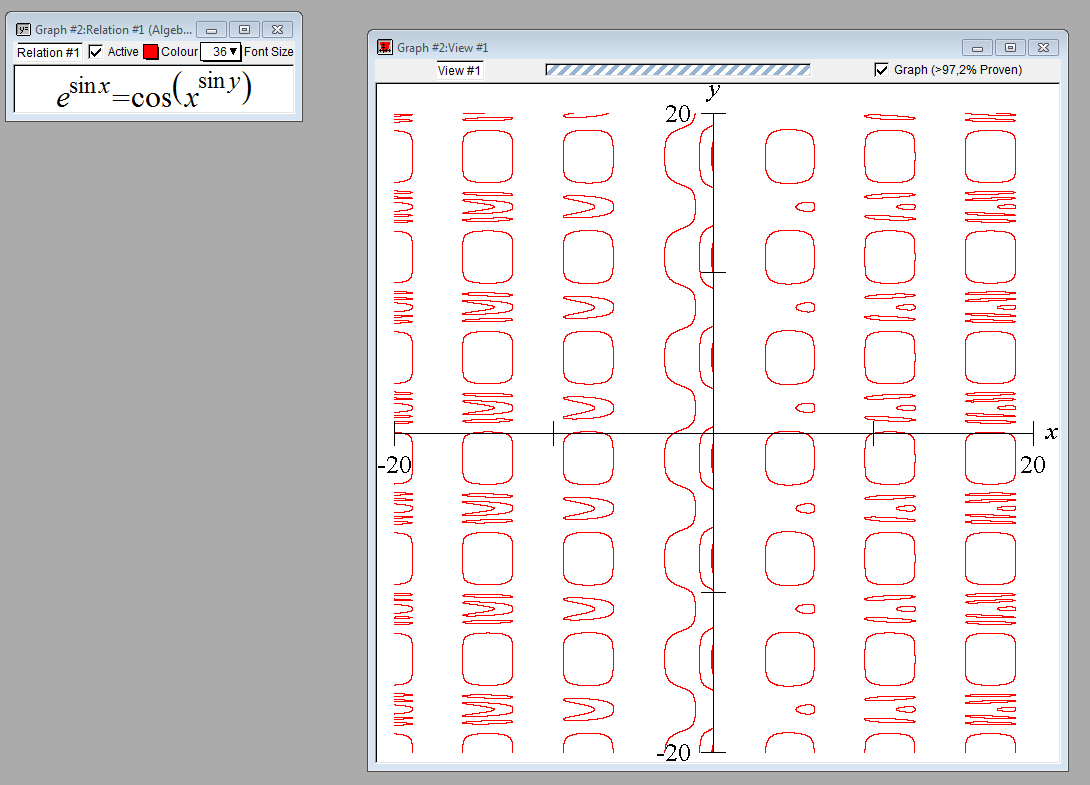 Graph #2:Relation #1 (Algeb...
Relation #1 Active Colour 36 Font Size
e^sin x=cos(x^sin y)
Graph #2:View #1
View #1 Graph (>97,2% Proven)
y
20
x
-20 20
-20